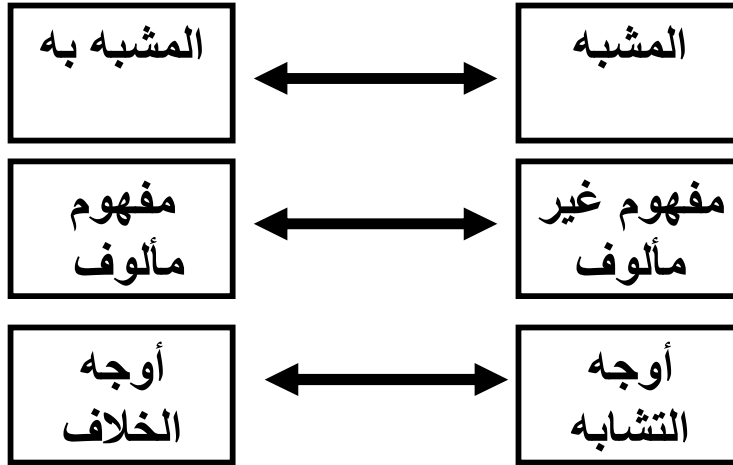 المشبه
المشبه به
مفهوم غير
مألوف
مفهوم
مألوف
أوجه
التشابه
أوجه
الخلاف